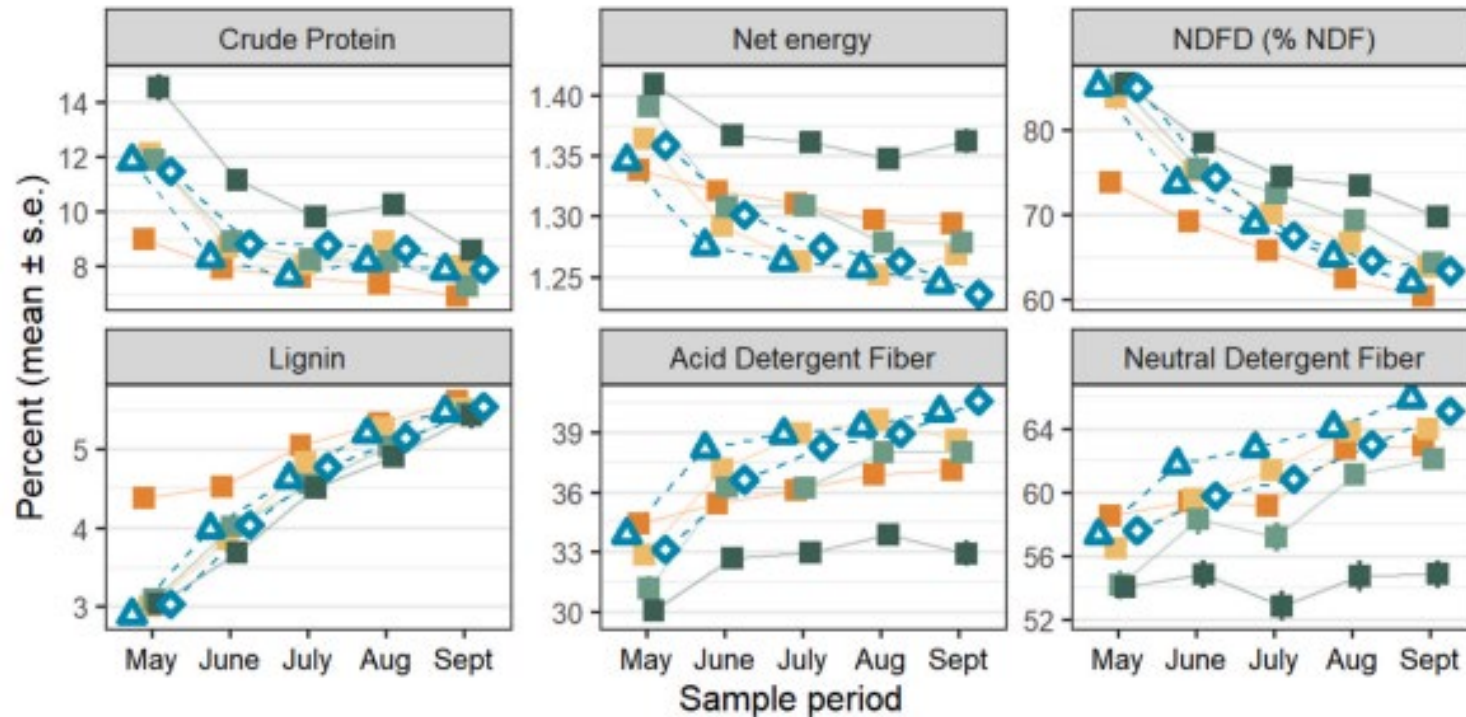 Crude Protein
Net energy
NDFD (% NDF)
14
12
10
8
1.40
1.35
1.30
1.25
80
70
60
Percent (mean ± s.e.)
Lignin
Acid Detergent Fiber
Neutral Detergent Fiber
5
4
3
39
36
33
30
64
60
56
52
May June July Aug Sept
May June July Aug Sept
May June July Aug Sept
Sample period